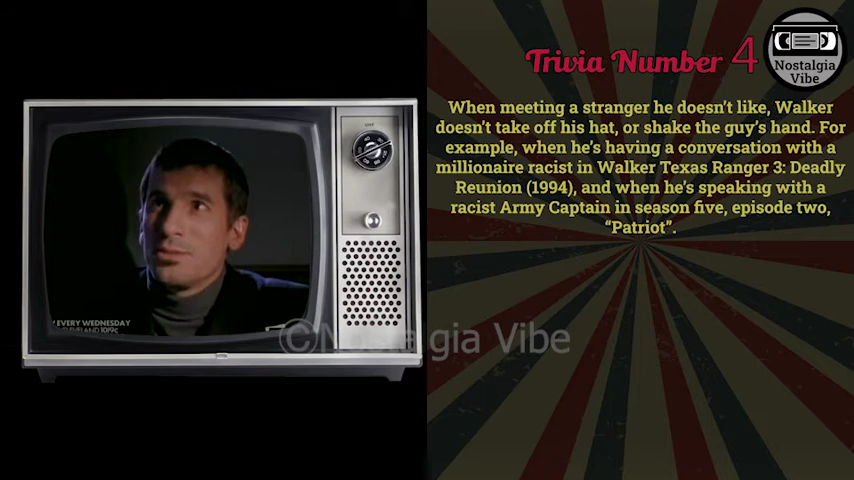 Trivia Number 4
Nostalgia
Vibe
When meeting a stranger he doesn't like, Walker
doesn't take off his hat, or shake the guy's hand. For
example, when he's having a conversation with a
millionaire racist in Walker Texas Ranger 3: Deadly
Reunion (1994), and when he's speaking with a
racist Army Captain in season five, episode two,
“Patriot”.
EVERY WEDNESDAY
©Nostalgia Vibe